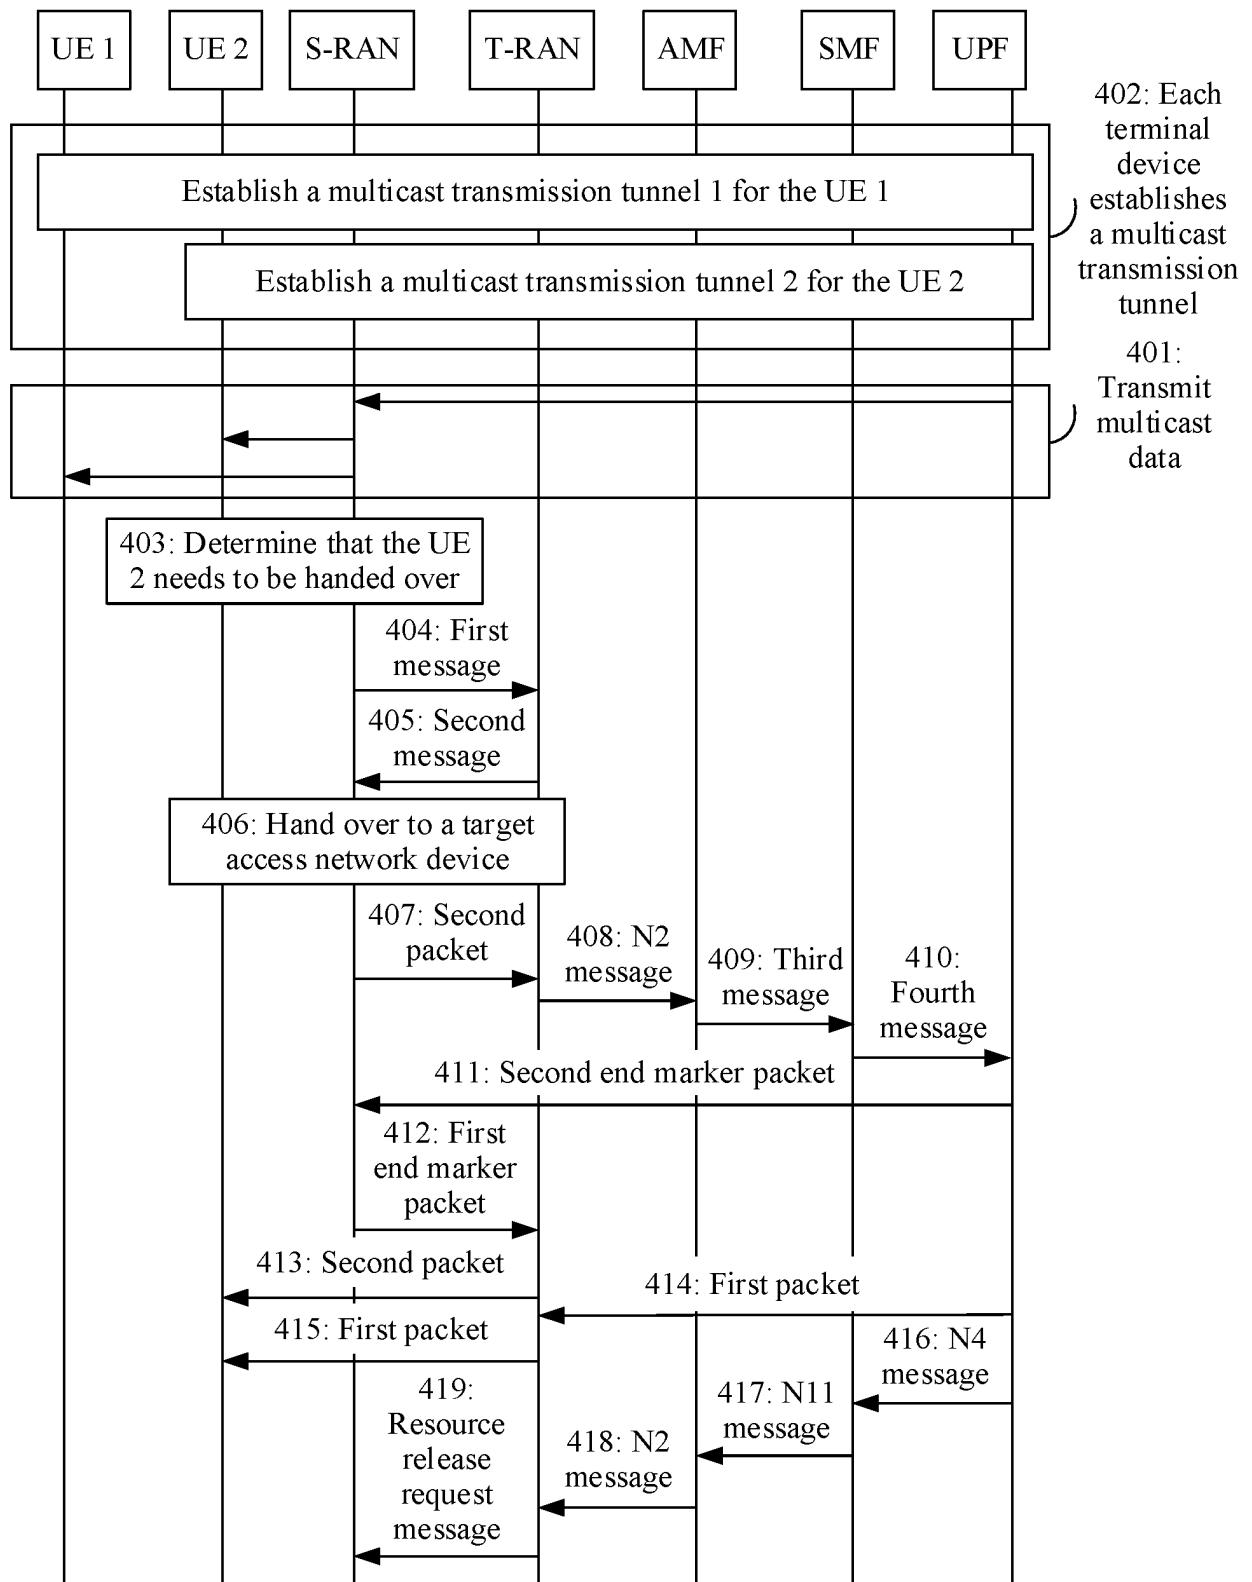 UE 1
UE 2
S-RAN
T-RAN
AMF
SMF
UPF
402: Each
terminal
device
establishes
a multicast
transmission
tunnel
Establish a multicast transmission tunnel 1 for the UE 1
Establish a multicast transmission tunnel 2 for the UE 2
401:
Transmit
multicast
data
403: Determine that the UE
2 needs to be handed over
404: First
message
405: Second
message
406: Hand over to a target
access network device
407: Second
packet
408: N2
message
409: Third
message
410:
Fourth
message
411: Second end marker packet
412: First
end marker
packet
413: Second packet
414: First packet
415: First packet
416: N4
message
417: N11
message
418: N2
message
419:
Resource
release
request
message